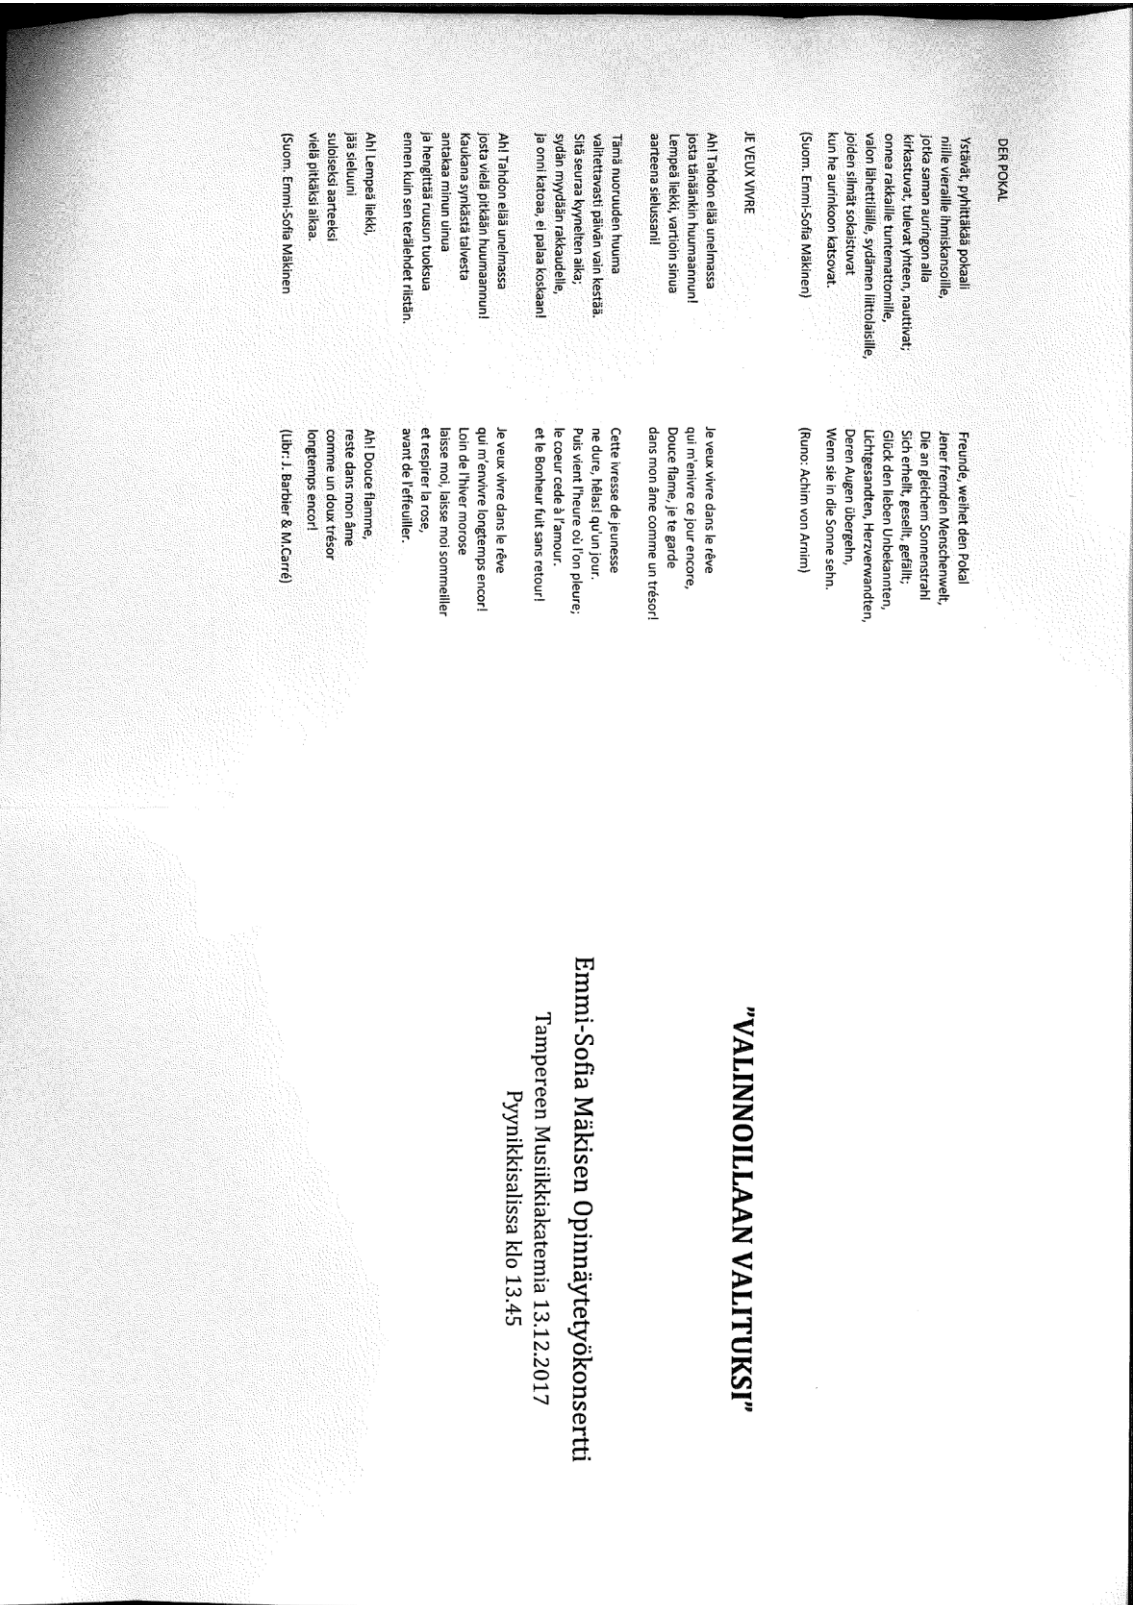 DER POKAL
Ystävät, pyhittäkää pokaali
niille vieraille ihmiskansoille,
jotka saman auringon alla
kirkastuvat, tulevat yhteen, nauttivat;
onnea rakkaille tuntemattomille,
valon lähettiläille, sydämen liittolaisille,
joiden silmät sokaistuvat
kun he aurinkoon katsovat.
(Suom. Emmi-Sofia Mäkinen)
Freunde, weihet den Pokal
Jener fremden Menschenwelt,
Die an gleichem Sonnenstrahl
Sich erhellt, gesellt, gefällt;
Glück den lieben Unbekannten,
Lichtgesandten, Herzverwandten,
Deren Augen übergehn,
Wenn sie in die Sonne sehn.
(Runo: Achim von Arnim)
JE VEUX VIVRE
Ah! Tahdon elää unelmassa
josta tänäänkin huumaannun!
Lempeä liekki, vartioin sinua
aarteena sielussani!
Tämä nuoruuden huuma
valitettavasti päivän vain kestää.
Sitä seuraa kyynelten aika;
sydän myydään rakkaudelle,
ja onni katoaa, ei palaa koskaan!
Ah! Tahdon elää unelmassa
josta vielä pitkään huumaannun!
Kaukana synkästä talvesta
antakaa minun uinua
ja hengittää ruusun tuoksua
ennen kuin sen terälehdet riistän.
Ah! Lempeä liekki,
jää sieluuni
suloiseksi aarteeksi
vielä pitkäksi aikaa.
(Suom. Emmi-Sofia Mäkinen
Je veux vivre dans le rêve
qui m'enivre ce jour encore,
Douce flame, je te garde
dans mon âme comme un trésor!
Cette ivresse de jeunesse
ne dure, hêlas! qu'un jour.
Puis vient l'heure où l'on pleure;
le coeur cede à l'amour.
et le Bonheur fuit sans retour!
Je veux vivre dans le rêve
qui m'envivre longtemps encor!
Loin de l'hiver morose
laisse moi, laisse moi sommeiller
et respirer la rose,
avant de l'effeuiller.
Ah! Douce flamme,
reste dans mon âme
comme un doux trésor
longtemps encor!
(Libr: J. Barbier & M.Carré)
"VALINNOILLAAN VALITUKSI"
Emmi-Sofia Mäkisen Opinnäytetyökonsertti
Tampereen Musiikkiakatemia 13.12.2017
Pyynikkisalissa klo 13.45